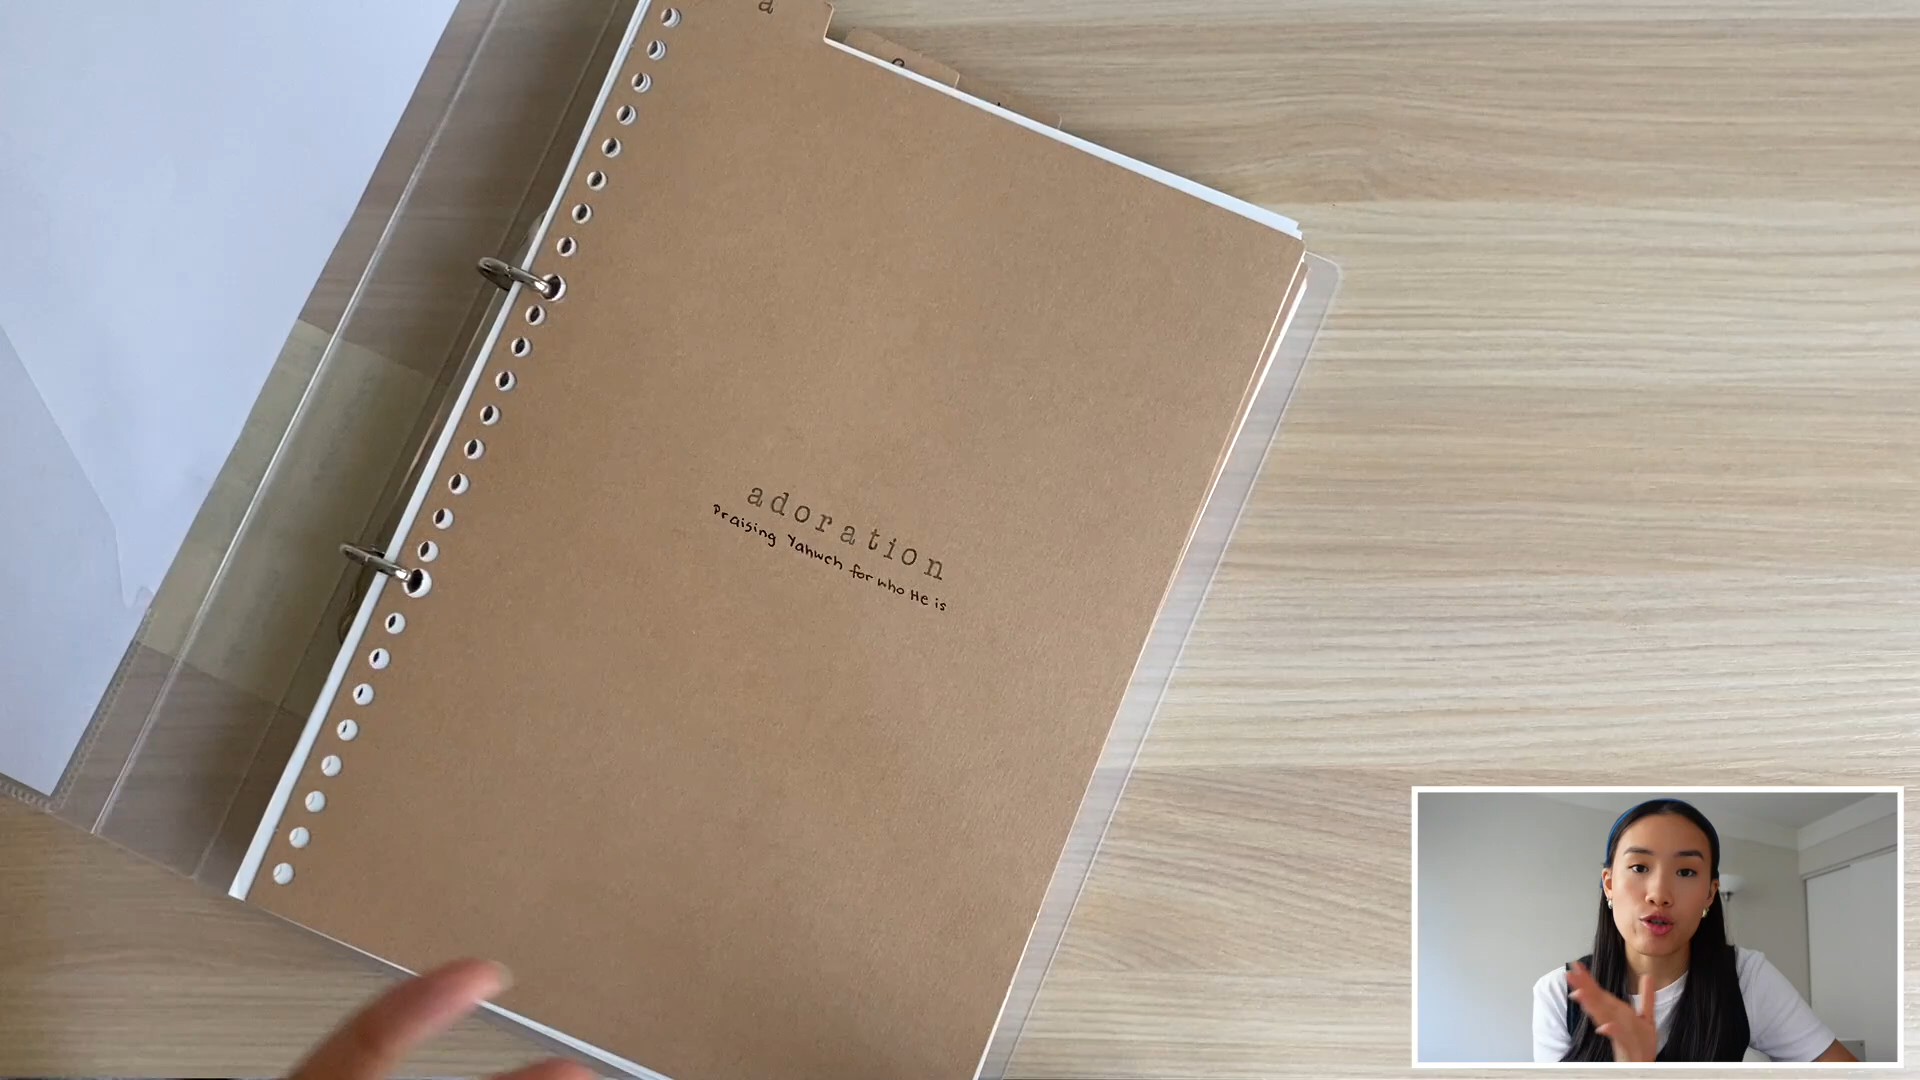 a
adoration
Praising Yahweh for who He is